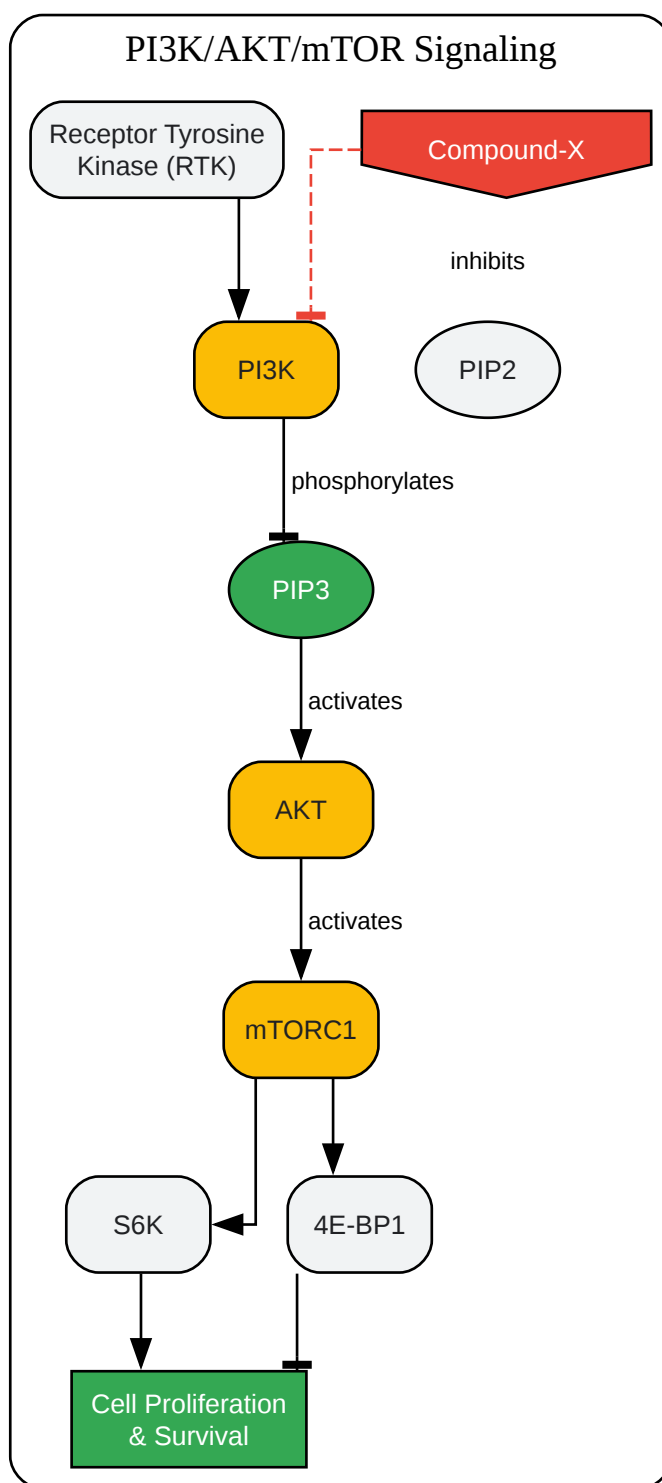 PI3K/AKT/mTOR Signaling
Receptor Tyrosine
Kinase (RTK)
Compound-X
inhibits
PI3K
PIP2
phosphorylates
PIP3
activates
AKT
activates
mTORC1
S6K
4E-BP1
Cell Proliferation
& Survival